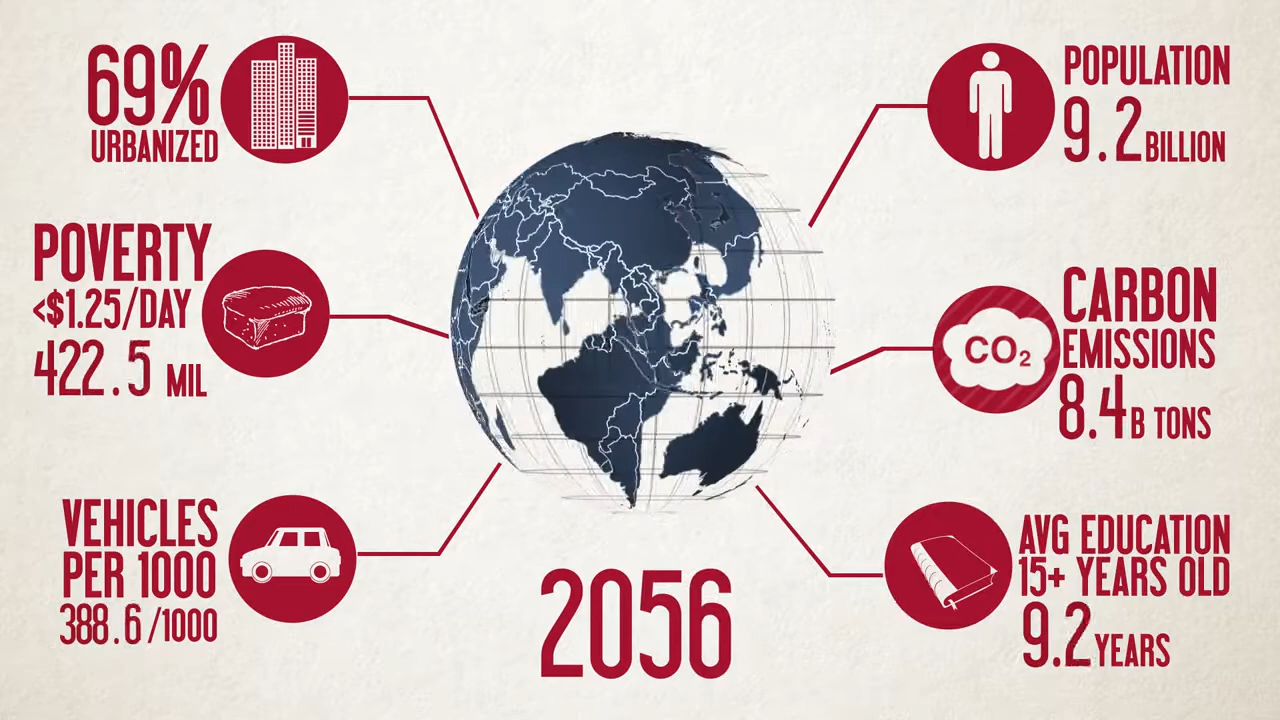 69%
URBANIZED
POPULATION
9.2 BILLION
POVERTY
<$1.25/DAY
422.5 MIL
CARBON
EMISSIONS
8.4B TONS
CO₂
VEHICLES
PER 1000
388.6/1000
AVG EDUCATION
15+ YEARS OLD
9.2 YEARS
2056